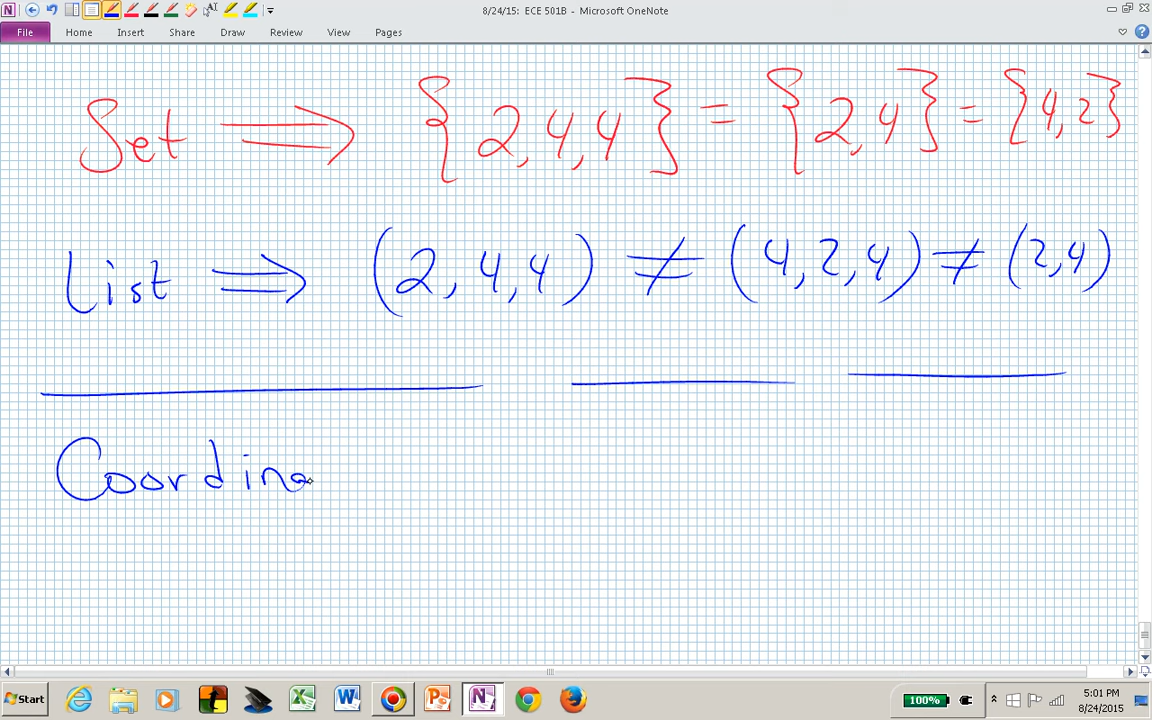 8/24/15: ECE 501B - Microsoft OneNote
File Home Insert Share Draw Review View Pages
Set ⟹ {2,4,4} = {2,4} = {4,2}
List ⟹ (2,4,4) ≠ (4,2,4) ≠ (2,4)
Coordina
Start 100% 5:01 PM
8/24/2015